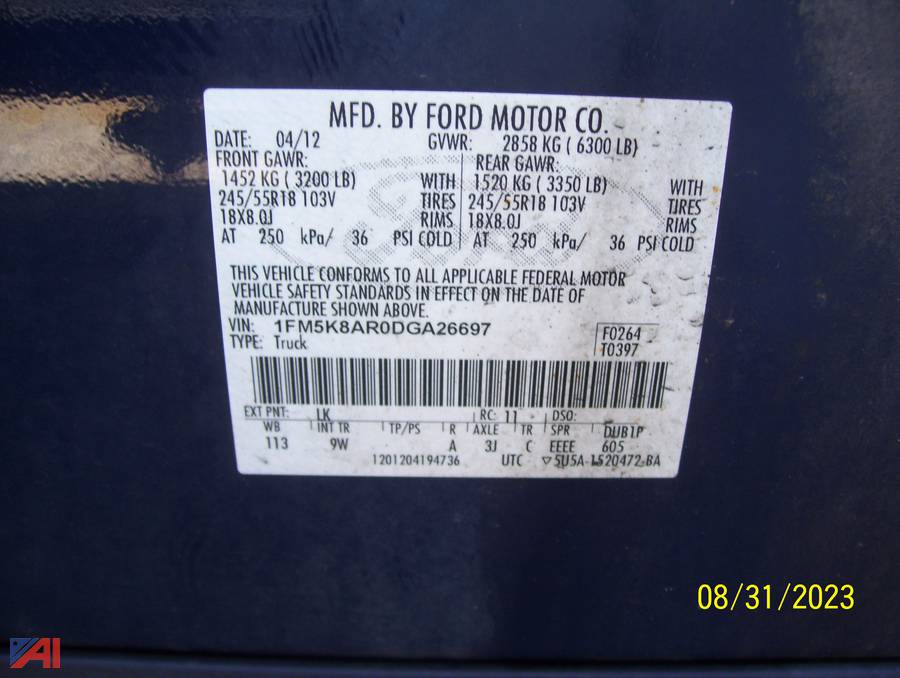 MFD. BY FORD MOTOR CO.
DATE: 04/12 GVWR: 2858 KG ( 6300 LB)
FRONT GAWR: REAR GAWR:
1452 KG ( 3200 LB) WITH 1520 KG ( 3350 LB) WITH
245/55R18 103V TIRES 245/55R18 103V TIRES
18X8.0J RIMS 18X8.0J RIMS
AT 250 kPa/ 36 PSI COLD AT 250 kPa/ 36 PSI COLD
THIS VEHICLE CONFORMS TO ALL APPLICABLE FEDERAL MOTOR
VEHICLE SAFETY STANDARDS IN EFFECT ON THE DATE OF
MANUFACTURE SHOWN ABOVE.
VIN: 1FM5K8AR0DGA26697 F0264
TYPE: Truck T0397
EXT PNT: LK RC: 11 DSO:
WB INT TR TP/PS R AXLE TR SPR DUB1P
113 9W A 3J C EEEE 605
1201204194736 UTC ▽5U5A-1520472-BA
08/31/2023
AI